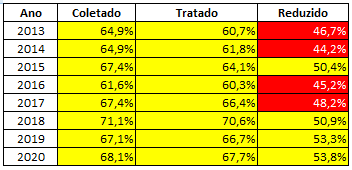 Ano Coletado Tratado Reduzido
2013 64,9% 60,7% 46,7%
2014 64,9% 61,8% 44,2%
2015 67,4% 64,1% 50,4%
2016 61,6% 60,3% 45,2%
2017 67,4% 66,4% 48,2%
2018 71,1% 70,6% 50,9%
2019 67,1% 66,7% 53,3%
2020 68,1% 67,7% 53,8%